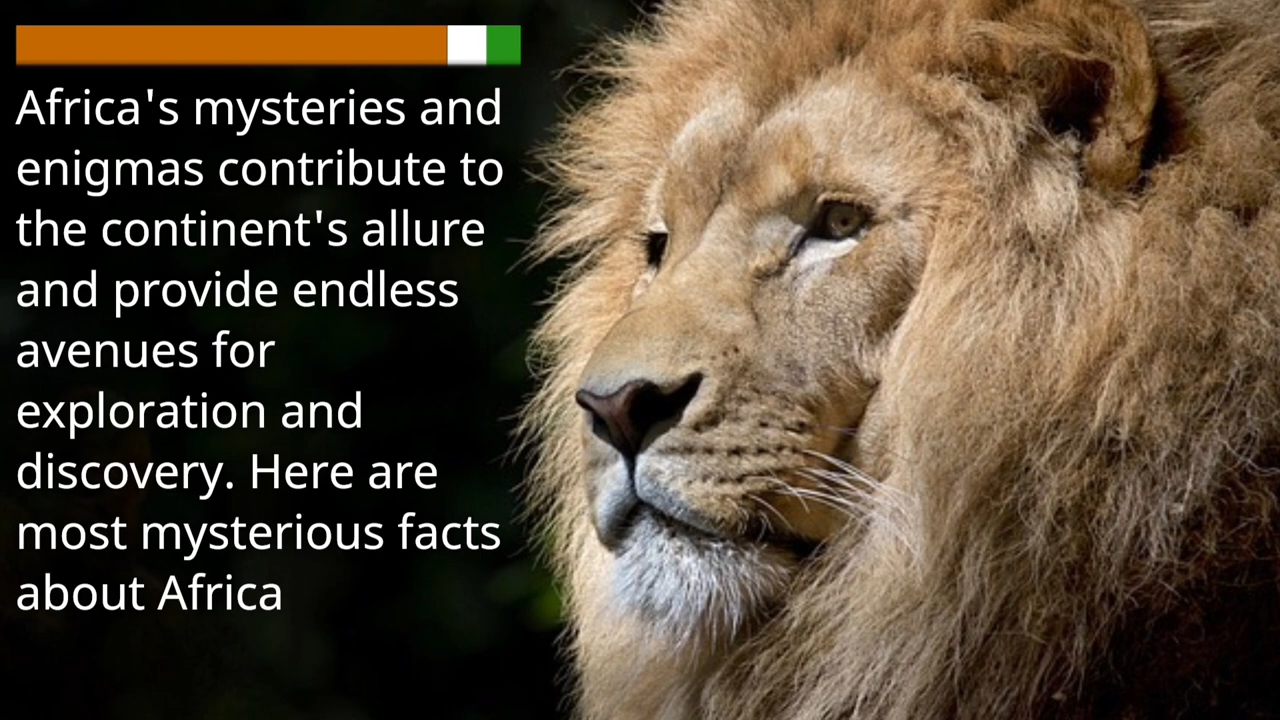 Africa's mysteries and
enigmas contribute to
the continent's allure
and provide endless
avenues for
exploration and
discovery. Here are
most mysterious facts
about Africa